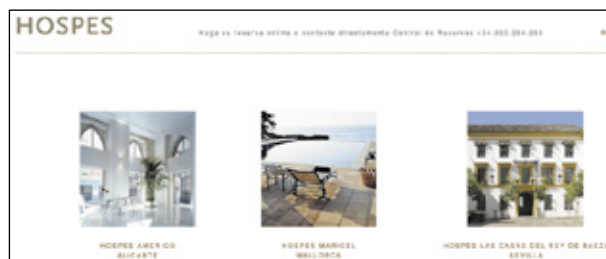 HOSPES
Haga su reserva online o contacte directamente Central de Reservas +34.902.254.255
HOSPES AMERIGO
ALICANTE
HOSPES MARICEL
MALLORCA
HOSPES LAS CASAS DEL REY DE BAEZA
SEVILLA